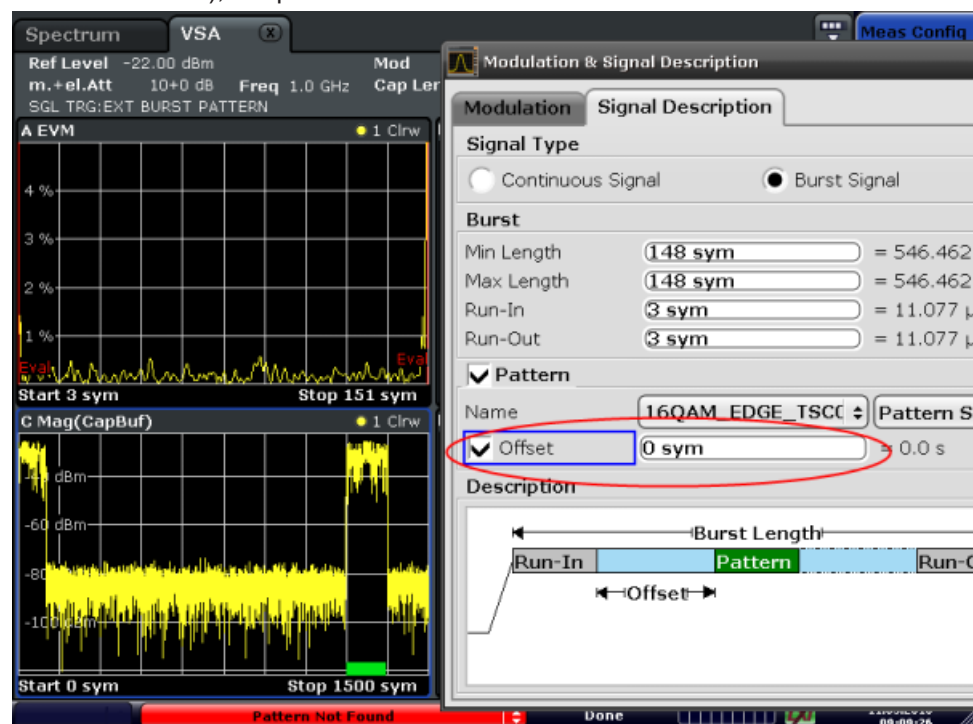 Spectrum VSA Meas Config
Ref Level -22.00 dBm Mod
m.+el.Att 10+0 dB Freq 1.0 GHz Cap Len
SGL TRG:EXT BURST PATTERN
A EVM 1 Clrw
4 %
3 %
2 %
1 %
Eval Eval
Start 3 sym Stop 151 sym
C Mag(CapBuf) 1 Clrw
dBm
-60 dBm
-80
Start 0 sym Stop 1500 sym
Pattern Not Found Done
Modulation & Signal Description
Modulation Signal Description
Signal Type
Continuous Signal Burst Signal
Burst
Min Length 148 sym = 546.462
Max Length 148 sym = 546.462
Run-In 3 sym = 11.077 µ
Run-Out 3 sym = 11.077 µ
Pattern
Name 16QAM_EDGE_TSC Pattern S
Offset 0 sym = 0.0 s
Description
Burst Length
Run-In Pattern Run-
Offset